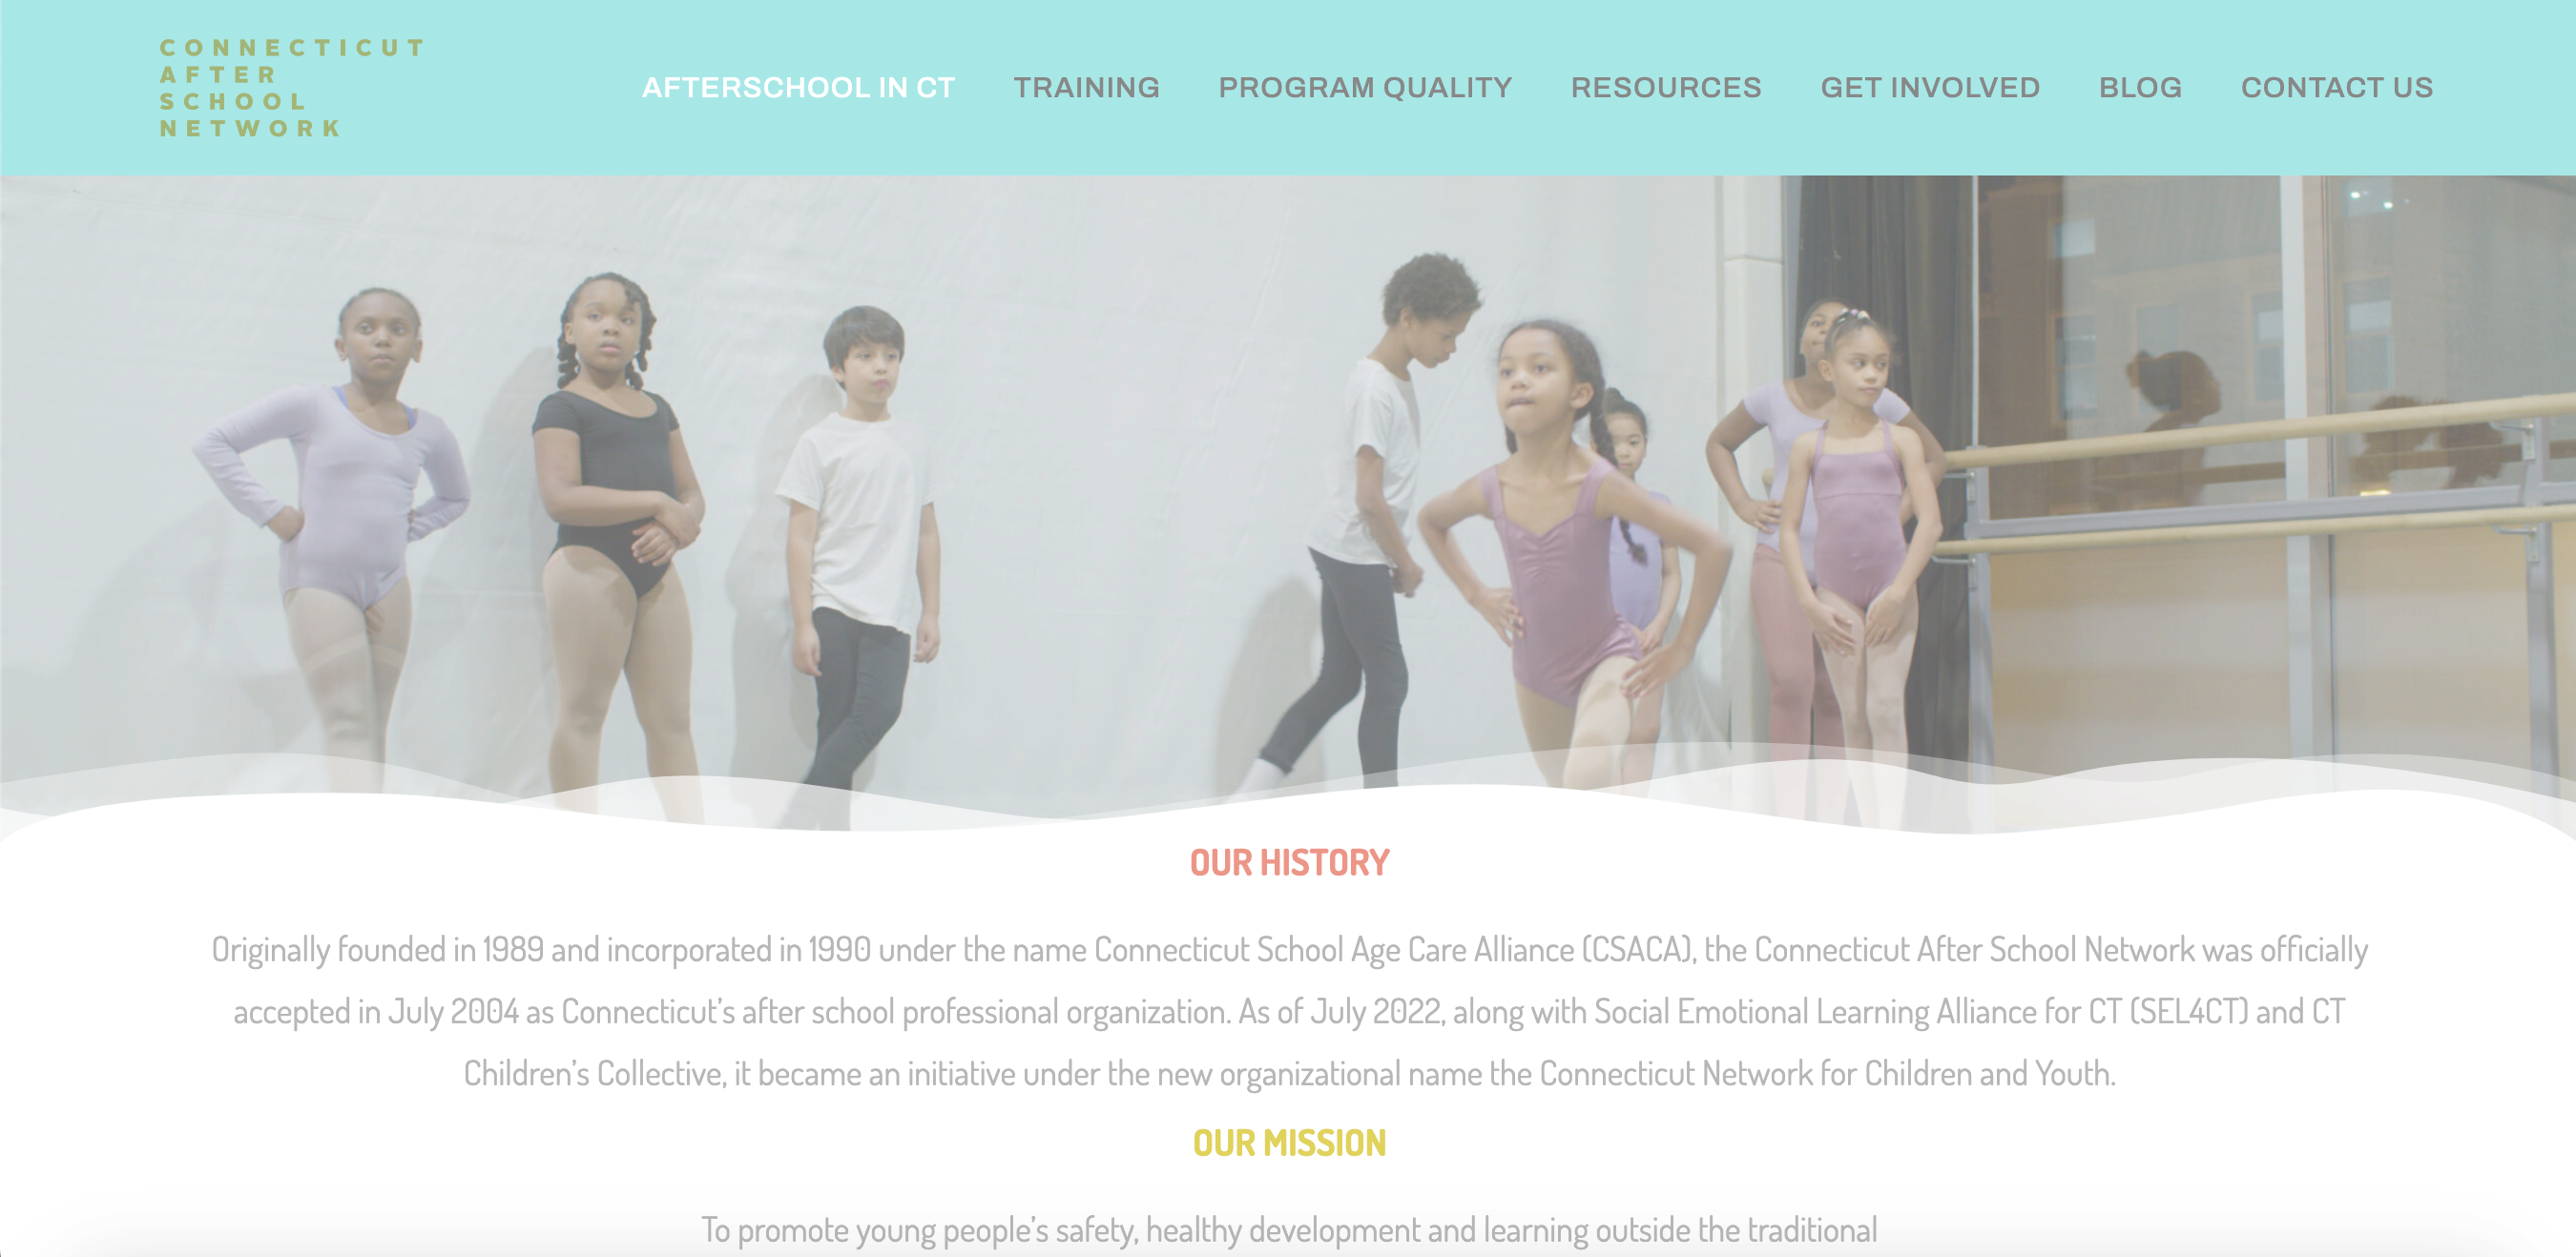 CONNECTICUT
AFTER
SCHOOL
NETWORK
AFTERSCHOOL IN CT TRAINING PROGRAM QUALITY RESOURCES GET INVOLVED BLOG CONTACT US
OUR HISTORY
Originally founded in 1989 and incorporated in 1990 under the name Connecticut School Age Care Alliance (CSACA), the Connecticut After School Network was officially
accepted in July 2004 as Connecticut’s after school professional organization. As of July 2022, along with Social Emotional Learning Alliance for CT (SEL4CT) and CT
Children’s Collective, it became an initiative under the new organizational name the Connecticut Network for Children and Youth.
OUR MISSION
To promote young people’s safety, healthy development and learning outside the traditional